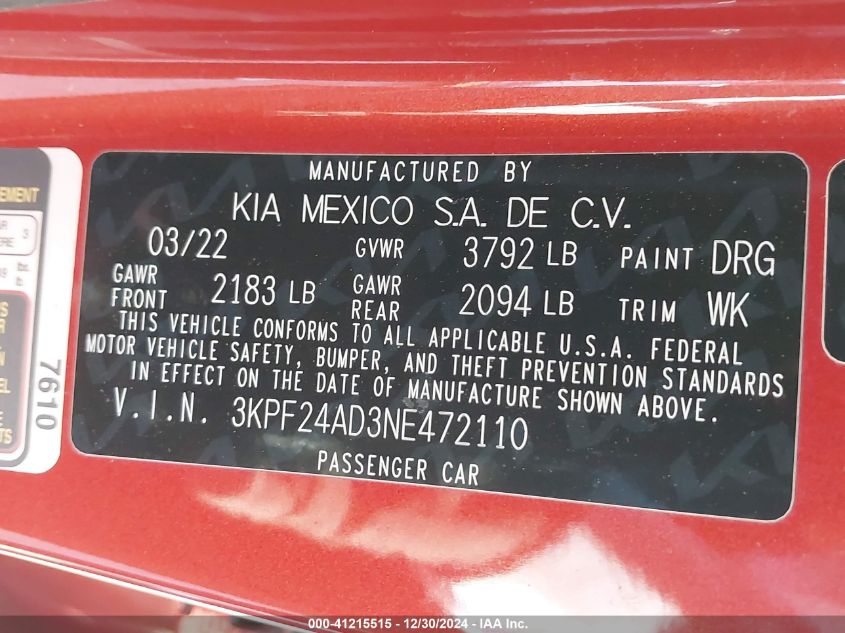 MANUFACTURED BY
KIA MEXICO S.A. DE C.V.
03/22 GVWR 3792 LB PAINT DRG
GAWR FRONT 2183 LB GAWR REAR 2094 LB TRIM WK
THIS VEHICLE CONFORMS TO ALL APPLICABLE U.S.A. FEDERAL
MOTOR VEHICLE SAFETY, BUMPER, AND THEFT PREVENTION STANDARDS
IN EFFECT ON THE DATE OF MANUFACTURE SHOWN ABOVE.
V.I.N. 3KPF24AD3NE472110
PASSENGER CAR
7610
000-41215515 - 12/30/2024 - IAA Inc.